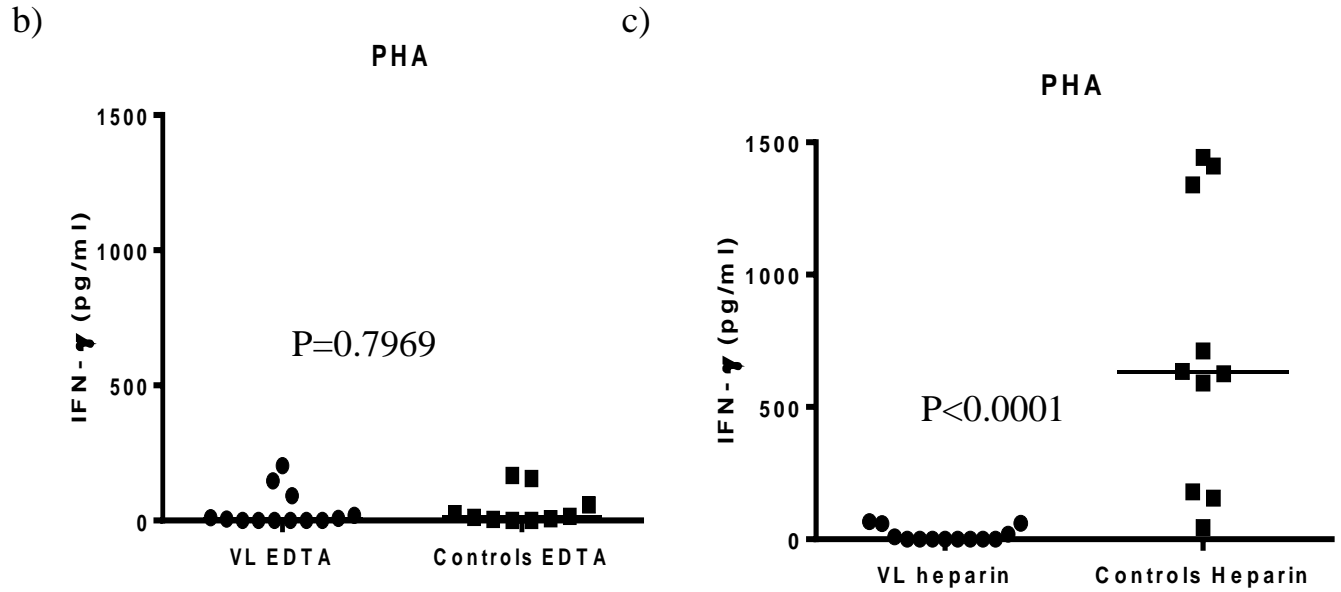 b)
PHA
1500
1000
500
0
IFN-γ (pg/ml)
P=0.7969
VL EDTA
Controls EDTA
c)
PHA
1500
1000
500
0
IFN-γ (pg/ml)
P<0.0001
VL heparin
Controls Heparin